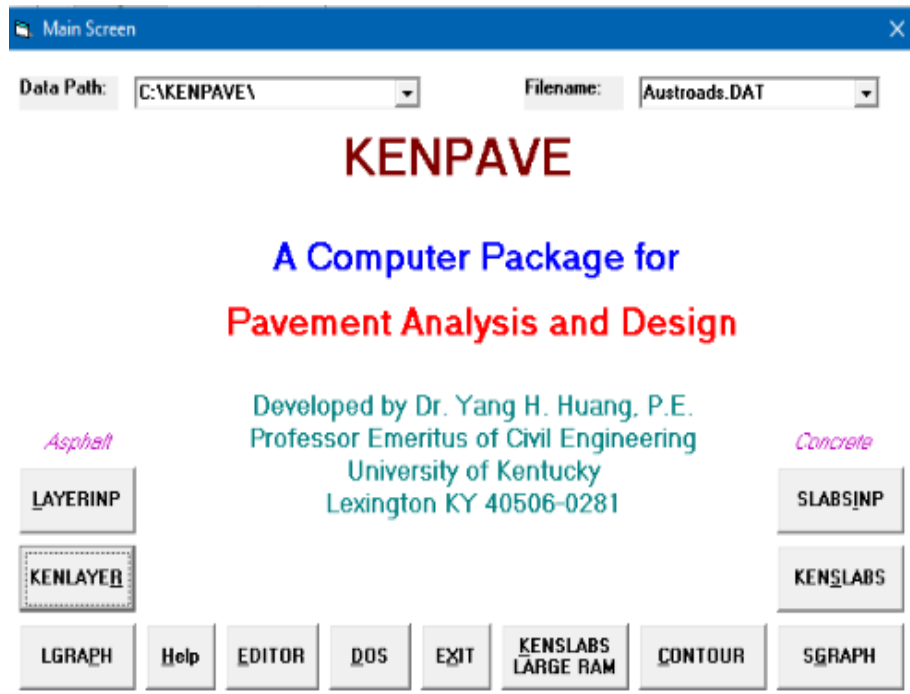 Main Screen
Data Path: C:\KENPAVE\ Filename: Austroads.DAT
KENPAVE
A Computer Package for
Pavement Analysis and Design
Developed by Dr. Yang H. Huang, P.E.
Professor Emeritus of Civil Engineering
University of Kentucky
Lexington KY 40506-0281
Asphalt
Concrete
LAYERINP
SLABSINP
KENLAYER
KENSLABS
LGRAPH Help EDITOR DOS EXIT KENSLABS CONTOUR SGRAPH
LARGE RAM